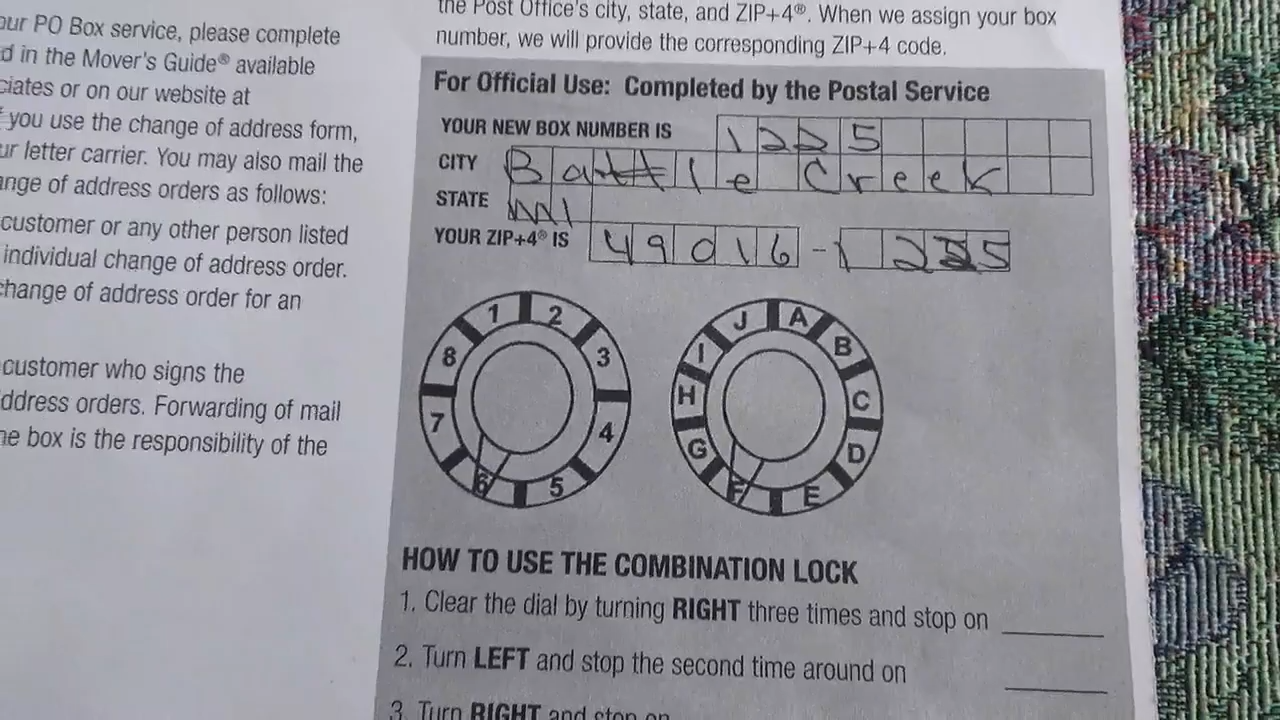 our PO Box service, please complete
d in the Mover's Guide® available
ciates or on our website at
you use the change of address form,
ur letter carrier. You may also mail the
ange of address orders as follows:
customer or any other person listed
individual change of address order.
change of address order for an
customer who signs the
ddress orders. Forwarding of mail
ne box is the responsibility of the
the Post Office's city, state, and ZIP+4®. When we assign your box
number, we will provide the corresponding ZIP+4 code.
For Official Use: Completed by the Postal Service
YOUR NEW BOX NUMBER IS 1225
CITY Battle Creek
STATE MI
YOUR ZIP+4® IS 49016-1225
1 2 3 4 5 6 7 8
A B C D E F G H I J
HOW TO USE THE COMBINATION LOCK
1. Clear the dial by turning RIGHT three times and stop on
2. Turn LEFT and stop the second time around on
3. Turn RIGHT and stop on